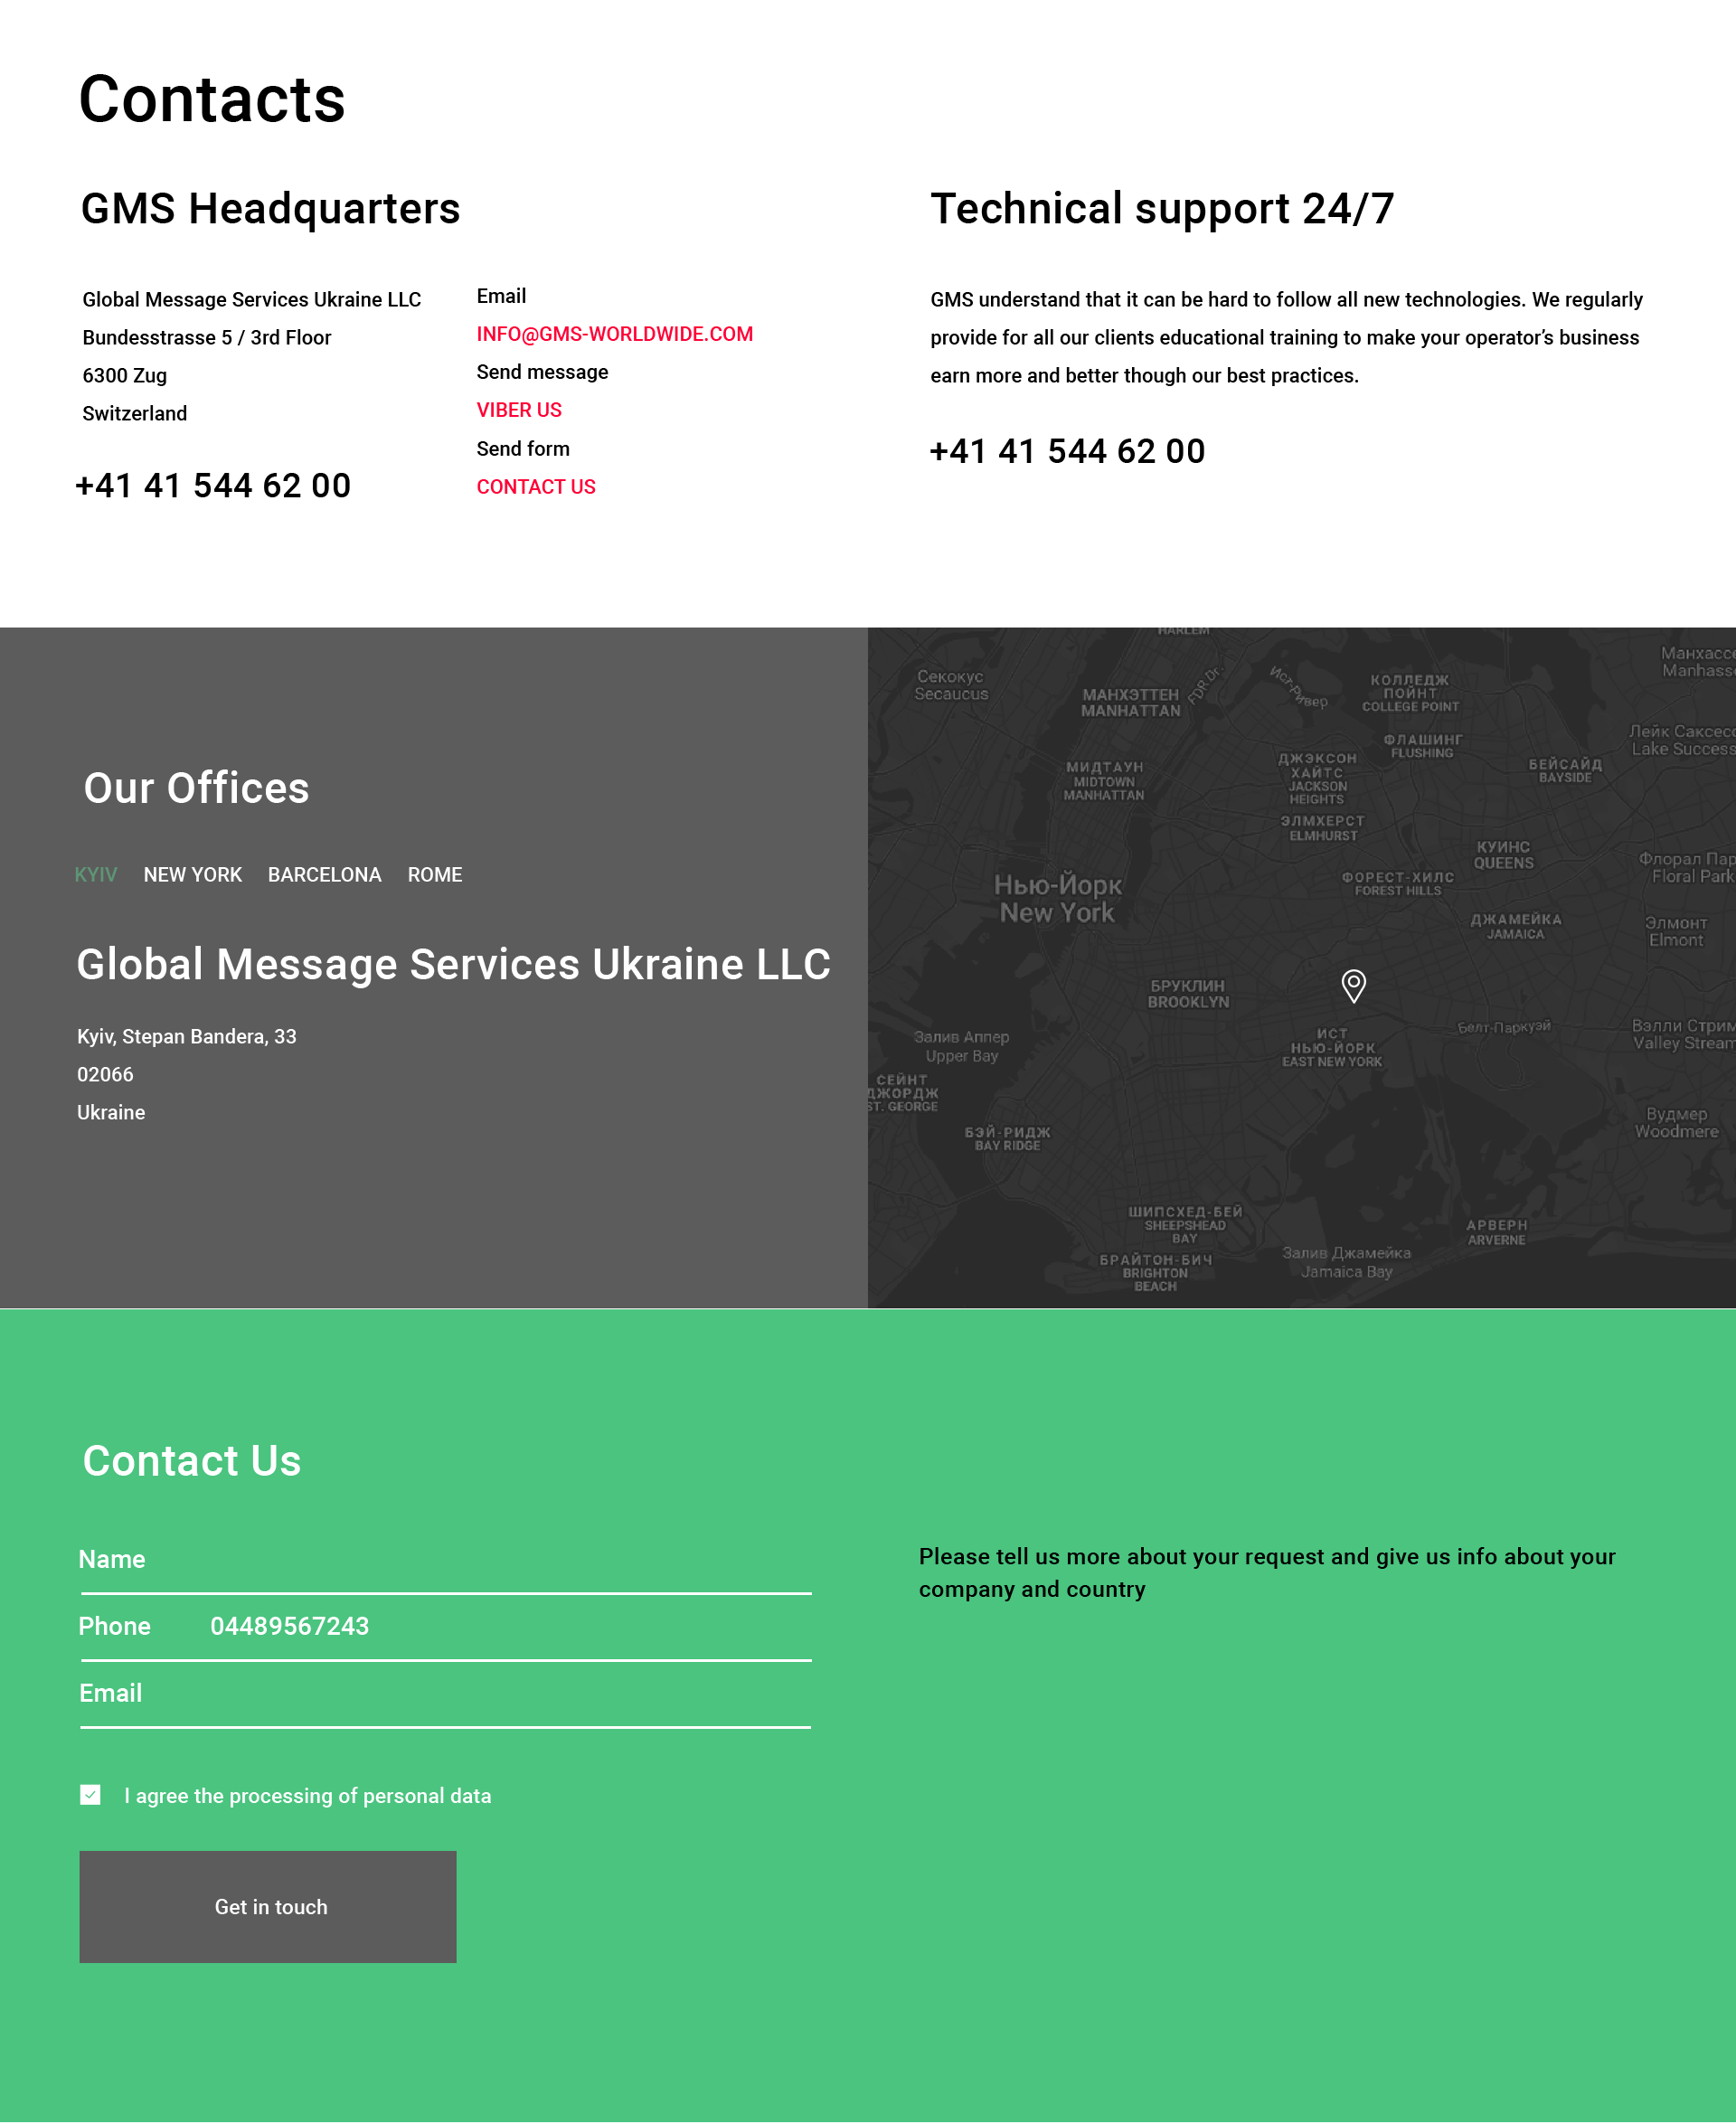 Contacts
GMS Headquarters
Global Message Services Ukraine LLC
Bundesstrasse 5 / 3rd Floor
6300 Zug
Switzerland
+41 41 544 62 00
Email
INFO@GMS-WORLDWIDE.COM
Send message
VIBER US
Send form
CONTACT US
Technical support 24/7
GMS understand that it can be hard to follow all new technologies. We regularly
provide for all our clients educational training to make your operator’s business
earn more and better though our best practices.
+41 41 544 62 00
Our Offices
KYIV NEW YORK BARCELONA ROME
Global Message Services Ukraine LLC
Kyiv, Stepan Bandera, 33
02066
Ukraine
HARLEM
Секокус
Secaucus
МАНХЭТТЕН
MANHATTAN
FDR Dr.
Ист-Ривер
КОЛЛЕДЖ
ПОЙНТ
COLLEGE POINT
Манхассе
Manhasse
ФЛАШИНГ
FLUSHING
Лейк Саксесс
Lake Success
МИДТАУН
MIDTOWN
MANHATTAN
ДЖЭКСОН
ХАЙТС
JACKSON
HEIGHTS
БЕЙСАЙД
BAYSIDE
ЭЛМХЕРСТ
ELMHURST
КУИНС
QUEENS
Флорал Пар
Floral Park
Нью-Йорк
New York
ФОРЕСТ-ХИЛС
FOREST HILLS
ДЖАМЕЙКА
JAMAICA
Элмонт
Elmont
БРУКЛИН
BROOKLYN
Залив Аппер
Upper Bay
ИСТ
НЬЮ-ЙОРК
EAST NEW YORK
Белт-Паркуэй
Вэлли Стрим
Valley Stream
СЕЙНТ
ДЖОРДЖ
ST. GEORGE
БЭЙ-РИДЖ
BAY RIDGE
Вудмер
Woodmere
ШИПСХЕД-БЕЙ
SHEEPSHEAD
BAY
АРВЕРН
ARVERNE
БРАЙТОН-БИЧ
BRIGHTON
BEACH
Залив Джамейка
Jamaica Bay
Contact Us
Name
Phone 04489567243
Email
I agree the processing of personal data
Get in touch
Please tell us more about your request and give us info about your
company and country